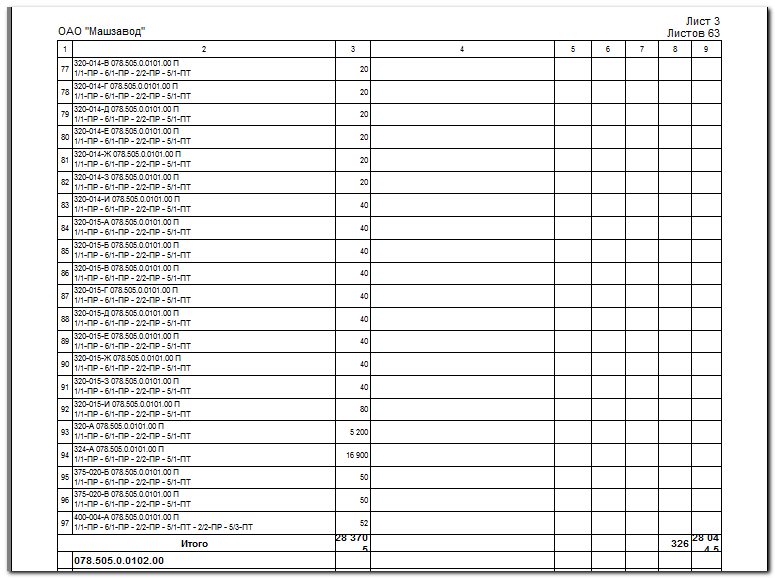 ОАО "Машзавод"
Лист 3
Листов 63
1 2 3 4 5 6 7 8 9
77 320-014-В 078.505.0.0101.00 П
1/1-ПР - 6/1-ПР - 2/2-ПР - 5/1-ПТ 20
78 320-014-Г 078.505.0.0101.00 П
1/1-ПР - 6/1-ПР - 2/2-ПР - 5/1-ПТ 20
79 320-014-Д 078.505.0.0101.00 П
1/1-ПР - 6/1-ПР - 2/2-ПР - 5/1-ПТ 20
80 320-014-Е 078.505.0.0101.00 П
1/1-ПР - 6/1-ПР - 2/2-ПР - 5/1-ПТ 20
81 320-014-Ж 078.505.0.0101.00 П
1/1-ПР - 6/1-ПР - 2/2-ПР - 5/1-ПТ 20
82 320-014-З 078.505.0.0101.00 П
1/1-ПР - 6/1-ПР - 2/2-ПР - 5/1-ПТ 20
83 320-014-И 078.505.0.0101.00 П
1/1-ПР - 6/1-ПР - 2/2-ПР - 5/1-ПТ 40
84 320-015-А 078.505.0.0101.00 П
1/1-ПР - 6/1-ПР - 2/2-ПР - 5/1-ПТ 40
85 320-015-Б 078.505.0.0101.00 П
1/1-ПР - 6/1-ПР - 2/2-ПР - 5/1-ПТ 40
86 320-015-В 078.505.0.0101.00 П
1/1-ПР - 6/1-ПР - 2/2-ПР - 5/1-ПТ 40
87 320-015-Г 078.505.0.0101.00 П
1/1-ПР - 6/1-ПР - 2/2-ПР - 5/1-ПТ 40
88 320-015-Д 078.505.0.0101.00 П
1/1-ПР - 6/1-ПР - 2/2-ПР - 5/1-ПТ 40
89 320-015-Е 078.505.0.0101.00 П
1/1-ПР - 6/1-ПР - 2/2-ПР - 5/1-ПТ 40
90 320-015-Ж 078.505.0.0101.00 П
1/1-ПР - 6/1-ПР - 2/2-ПР - 5/1-ПТ 40
91 320-015-З 078.505.0.0101.00 П
1/1-ПР - 6/1-ПР - 2/2-ПР - 5/1-ПТ 40
92 320-015-И 078.505.0.0101.00 П
1/1-ПР - 6/1-ПР - 2/2-ПР - 5/1-ПТ 80
93 320-А 078.505.0.0101.00 П
1/1-ПР - 6/1-ПР - 2/2-ПР - 5/1-ПТ 5 200
94 324-А 078.505.0.0101.00 П
1/1-ПР - 6/1-ПР - 2/2-ПР - 5/1-ПТ 16 900
95 375-020-Б 078.505.0.0101.00 П
1/1-ПР - 6/1-ПР - 2/2-ПР - 5/1-ПТ 50
96 375-020-В 078.505.0.0101.00 П
1/1-ПР - 6/1-ПР - 2/2-ПР - 5/1-ПТ 50
97 400-004-А 078.505.0.0101.00 П
1/1-ПР - 6/1-ПР - 2/2-ПР - 5/1-ПТ - 2/2-ПР - 5/3-ПТ 52
Итого 28 370 326 28 04
078.505.0.0102.00